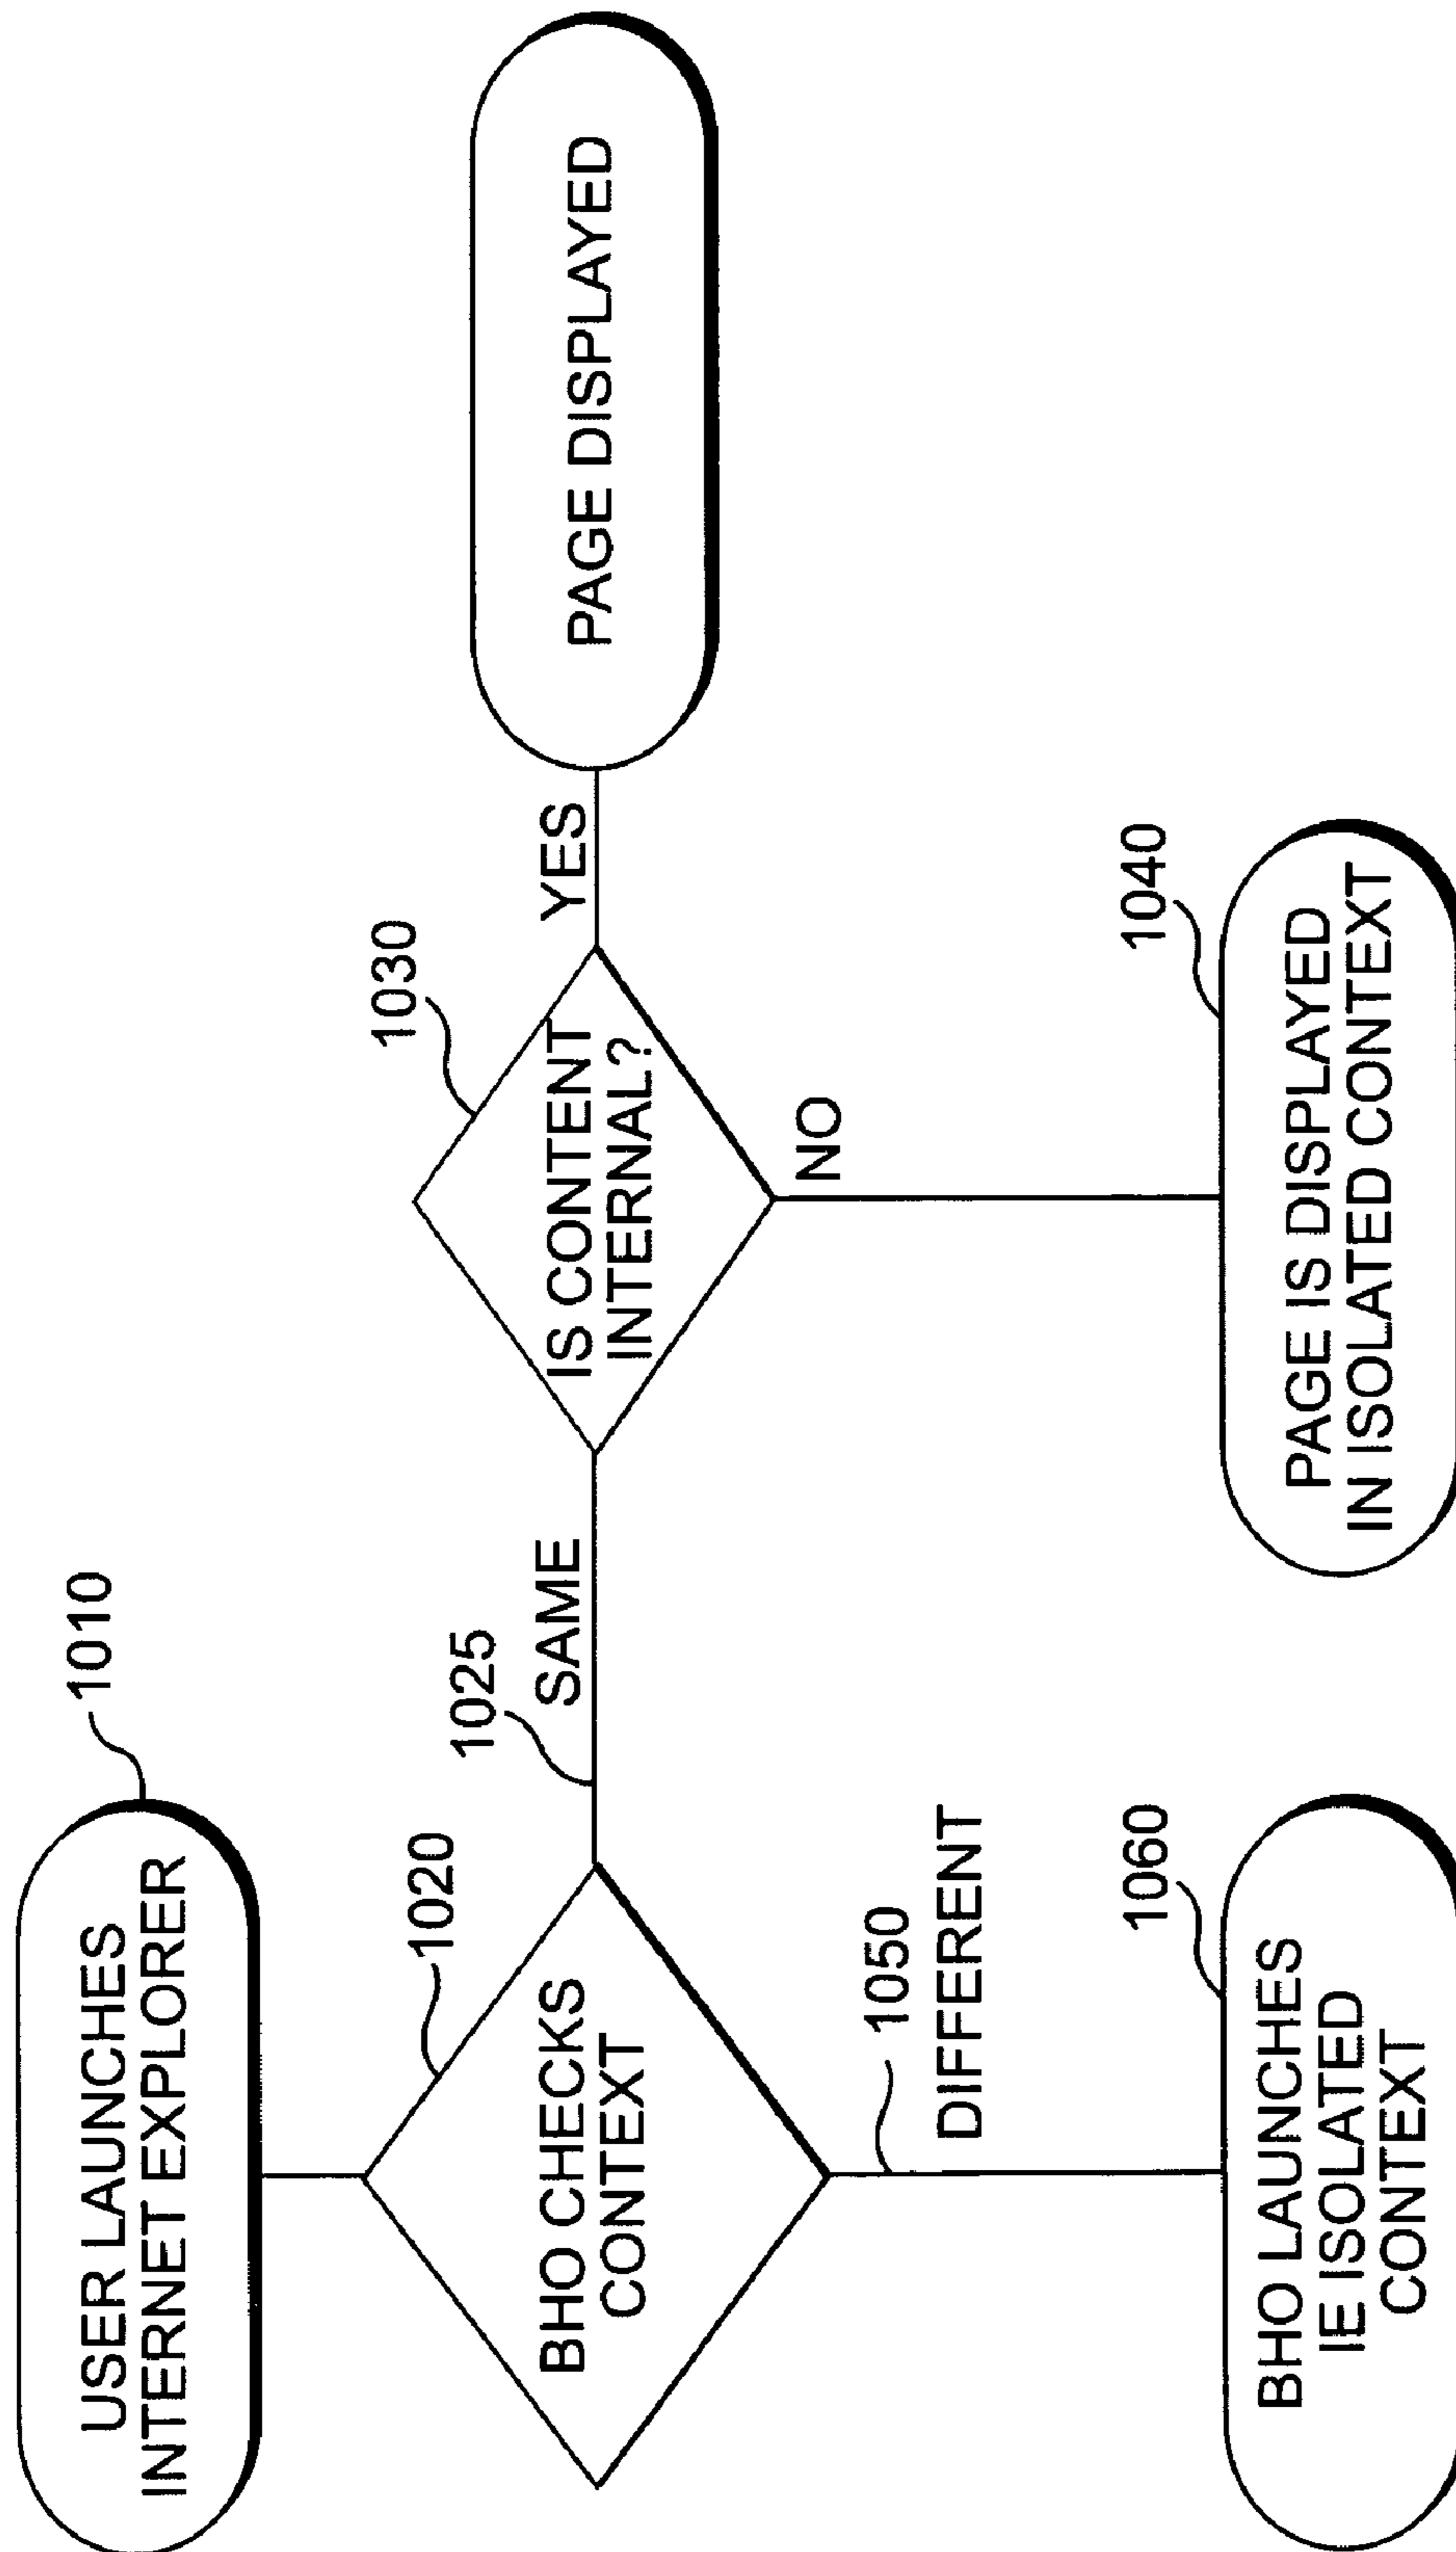 USER LAUNCHES
INTERNET EXPLORER
1010
BHO CHECKS
CONTEXT
1020
1025
SAME
IS CONTENT
INTERNAL?
1030
YES
PAGE DISPLAYED
1050
DIFFERENT
NO
BHO LAUNCHES
IE ISOLATED
CONTEXT
1060
PAGE IS DISPLAYED
IN ISOLATED CONTEXT
1040